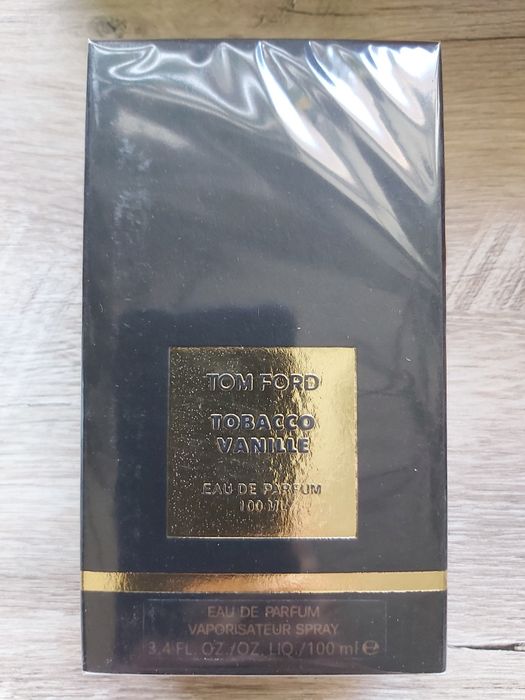 TOM FORD
TOBACCO
VANILLE
EAU DE PARFUM
100 ML
EAU DE PARFUM
VAPORISATEUR SPRAY
3.4 FL. OZ./OZ. LIQ./100 ml ℮